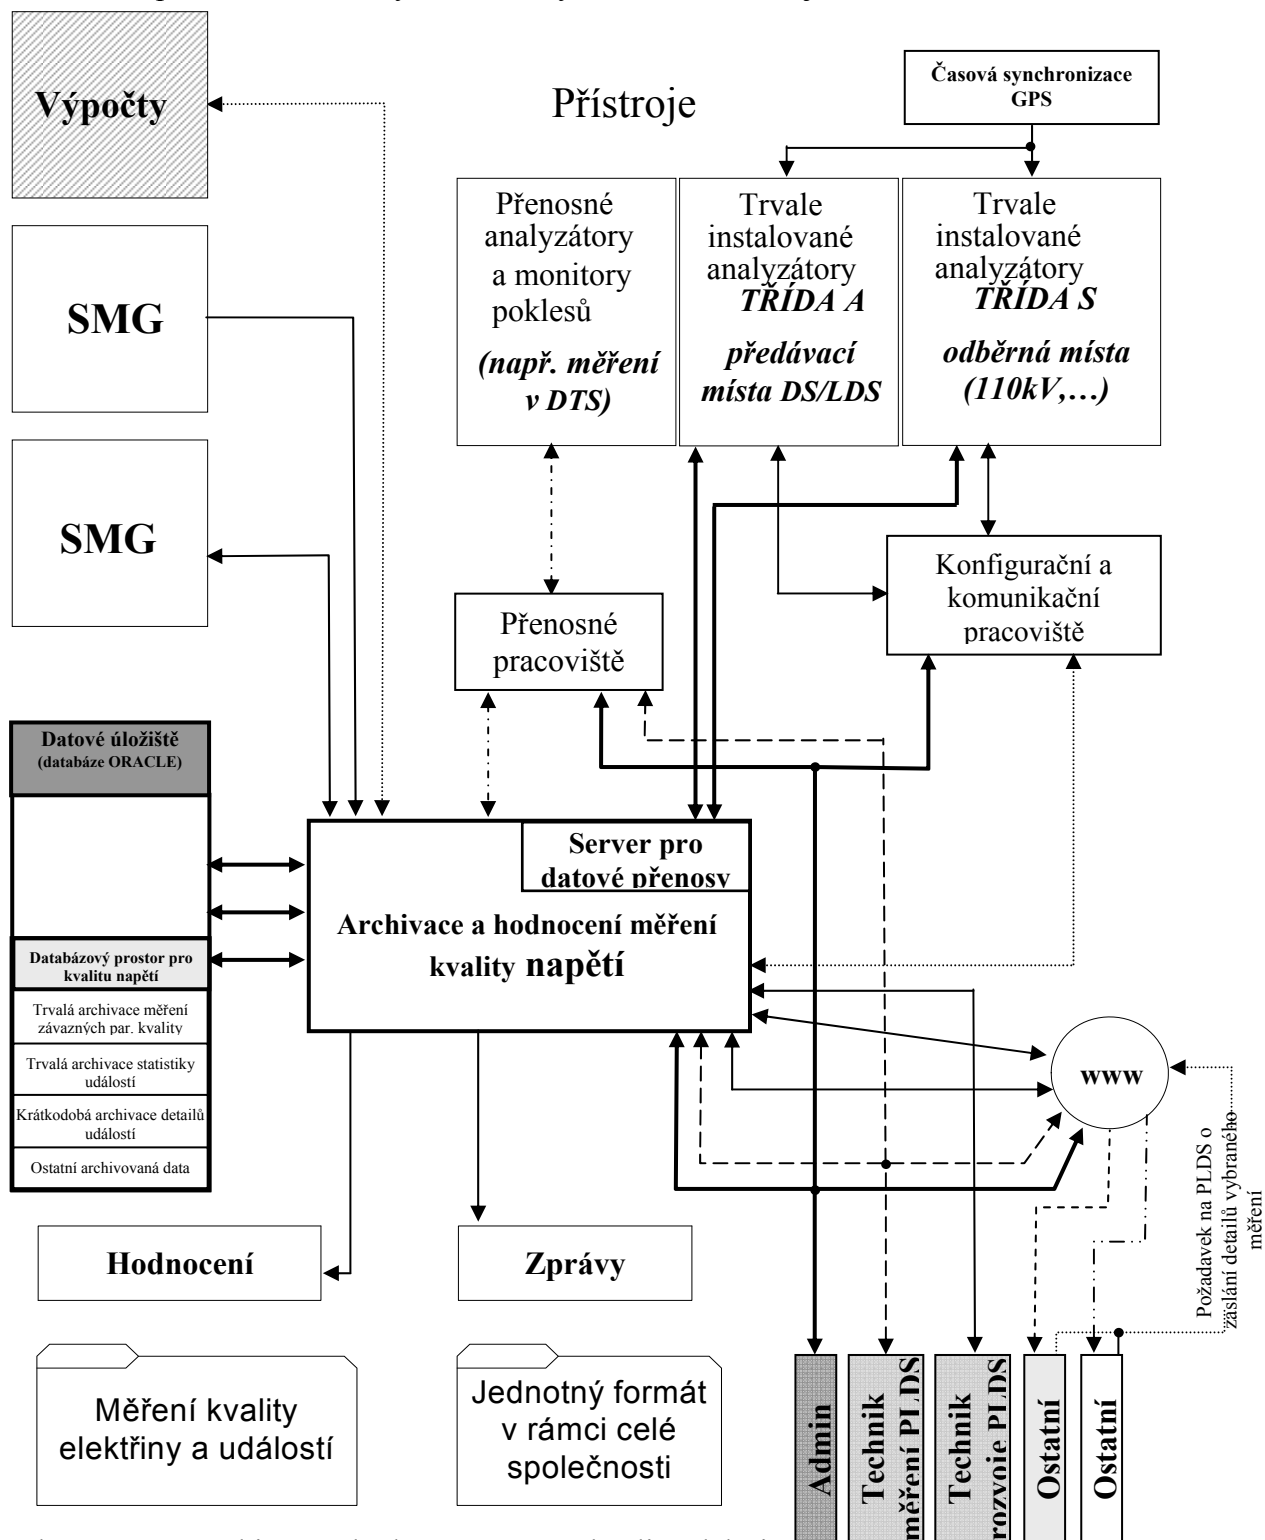 Výpočty
Přístroje
Časová synchronizace
GPS
SMG
SMG
Přenosné
analyzátory
a monitory
poklesů
(např. měření
v DTS)
Trvale
instalované
analyzátory
TŘÍDA A
předávací
místa DS/LDS
Trvale
instalované
analyzátory
TŘÍDA S
odběrná místa
(110kV,…)
Přenosné
pracoviště
Konfigurační a
komunikační
pracoviště
Datové úložiště
(databáze ORACLE)
Databázový prostor pro
kvalitu napětí
Trvalá archivace měření
závazných par. kvality
Trvalá archivace statistiky
událostí
Krátkodobá archivace detailů
událostí
Ostatní archivovaná data
Server pro
datové přenosy
Archivace a hodnocení měření
kvality napětí
www
Požadavek na PLDS o
zaslání detailů vybraného
měření
Hodnocení
Zprávy
Měření kvality
elektřiny a událostí
Jednotný formát
v rámci celé
společnosti
Admin
Technik
měření PLDS
Technik
rozvoje PLDS
Ostatní
Ostatní